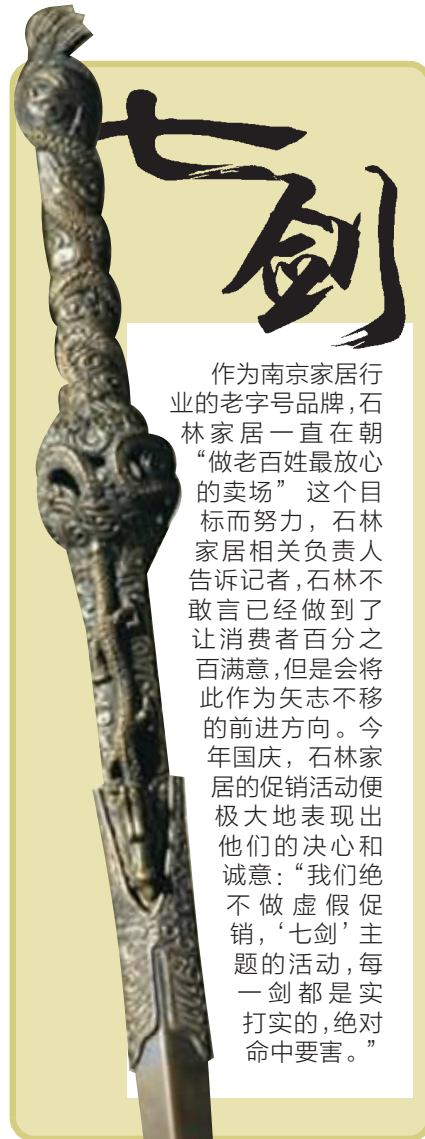 七剑
作为南京家居行
业的老字号品牌,石
林家居一直在朝
“做老百姓最放心
的卖场” 这个目
标而努力，石林
家居相关负责人
告诉记者,石林不
敢言已经做到了
让消费者百分之
百满意,但是会将
此作为矢志不移
的前进方向。今
年国庆，石林家
居的促销活动便
极大地表现出
他们的决心和
诚意：“我们绝
不做虚假促
销，‘七剑’主
题的活动,每
一剑都是实
打实的,绝对
命中要害。”